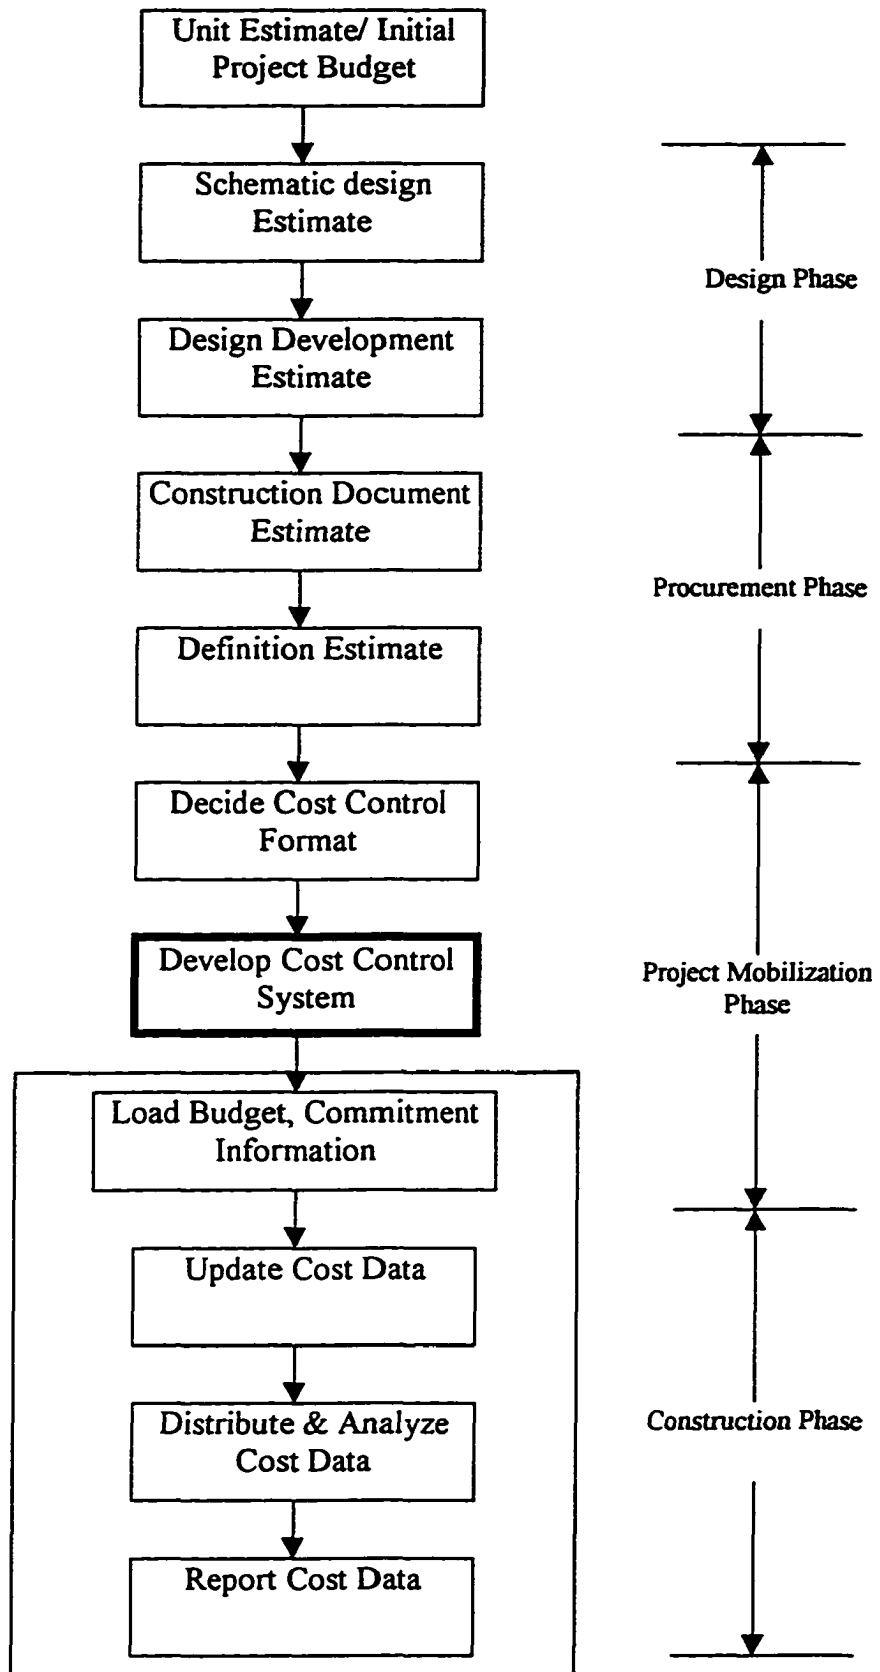 Unit Estimate/ Initial
Project Budget
Schematic design
Estimate
Design Phase
Design Development
Estimate
Construction Document
Estimate
Procurement Phase
Definition Estimate
Decide Cost Control
Format
Develop Cost Control
System
Project Mobilization
Phase
Load Budget, Commitment
Information
Update Cost Data
Distribute & Analyze
Cost Data
Construction Phase
Report Cost Data